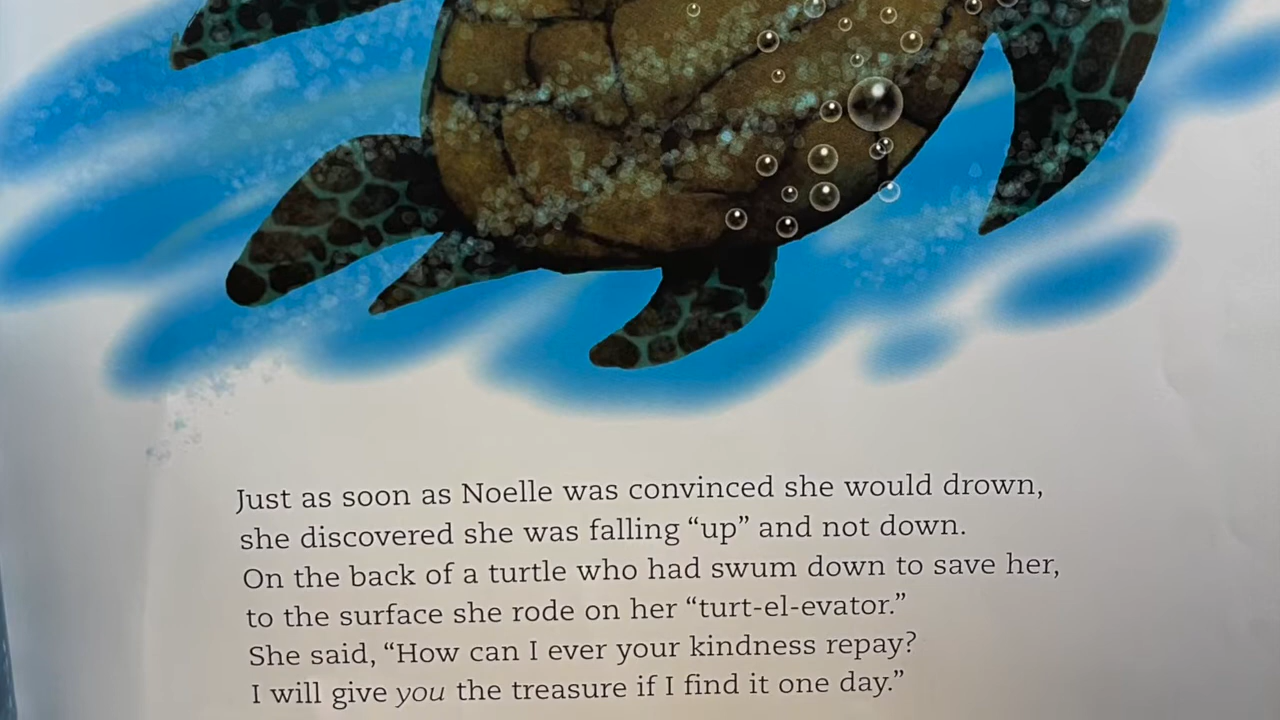 Just as soon as Noelle was convinced she would drown,
she discovered she was falling “up” and not down.
On the back of a turtle who had swum down to save her,
to the surface she rode on her “turt-el-evator.”
She said, “How can I ever your kindness repay?
I will give you the treasure if I find it one day.”